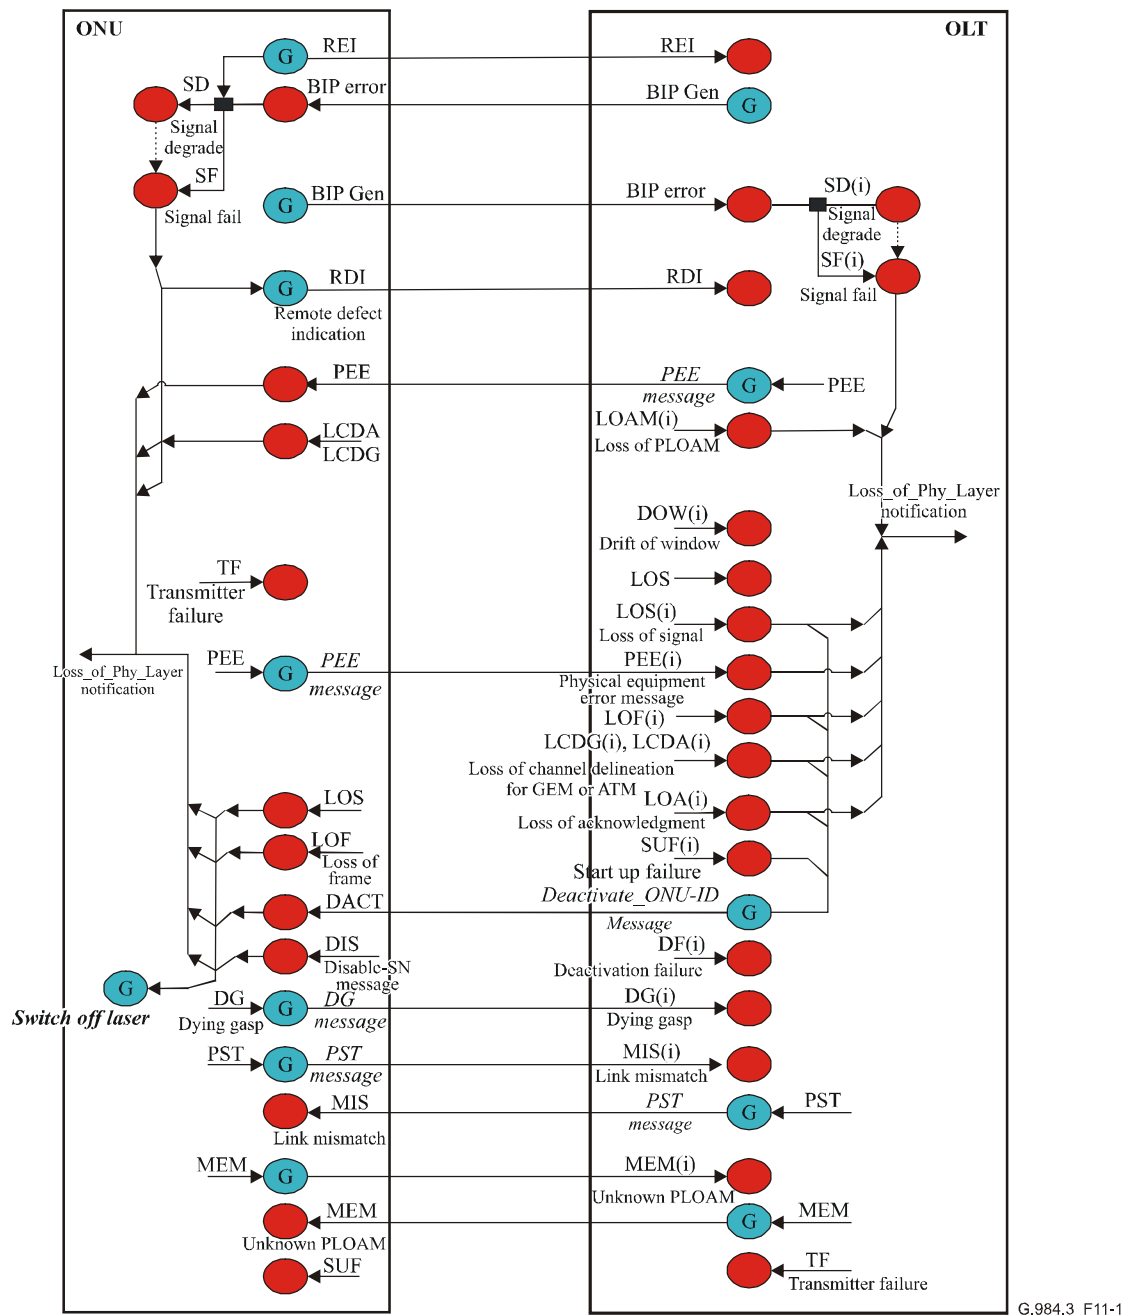 ONU
OLT
G
REI
REI
SD
BIP error
BIP Gen
G
Signal
degrade
SF
Signal fail
G
BIP Gen
BIP error
SD(i)
Signal
degrade
SF(i)
Signal fail
G
RDI
RDI
Remote defect
indication
PEE
PEE
message
G
PEE
LCDA
LCDG
LOAM(i)
Loss of PLOAM
Loss_of_Phy_Layer
notification
DOW(i)
Drift of window
TF
Transmitter
failure
LOS
LOS(i)
Loss of signal
Loss_of_Phy_Layer
notification
PEE
G
PEE
message
PEE(i)
Physical equipment
error message
LOF(i)
LCDG(i), LCDA(i)
Loss of channel delineation
for GEM or ATM
LOS
LOA(i)
Loss of acknowledgment
LOF
Loss of
frame
SUF(i)
Start up failure
DACT
Deactivate_ONU-ID
Message
G
DIS
Disable-SN
message
DF(i)
Deactivation failure
G
Switch off laser
DG
Dying gasp
G
DG
message
DG(i)
Dying gasp
PST
G
PST
message
MIS(i)
Link mismatch
MIS
Link mismatch
PST
message
G
PST
MEM
G
MEM(i)
Unknown PLOAM
MEM
Unknown PLOAM
G
MEM
SUF
TF
Transmitter failure
G.984.3_F11-1